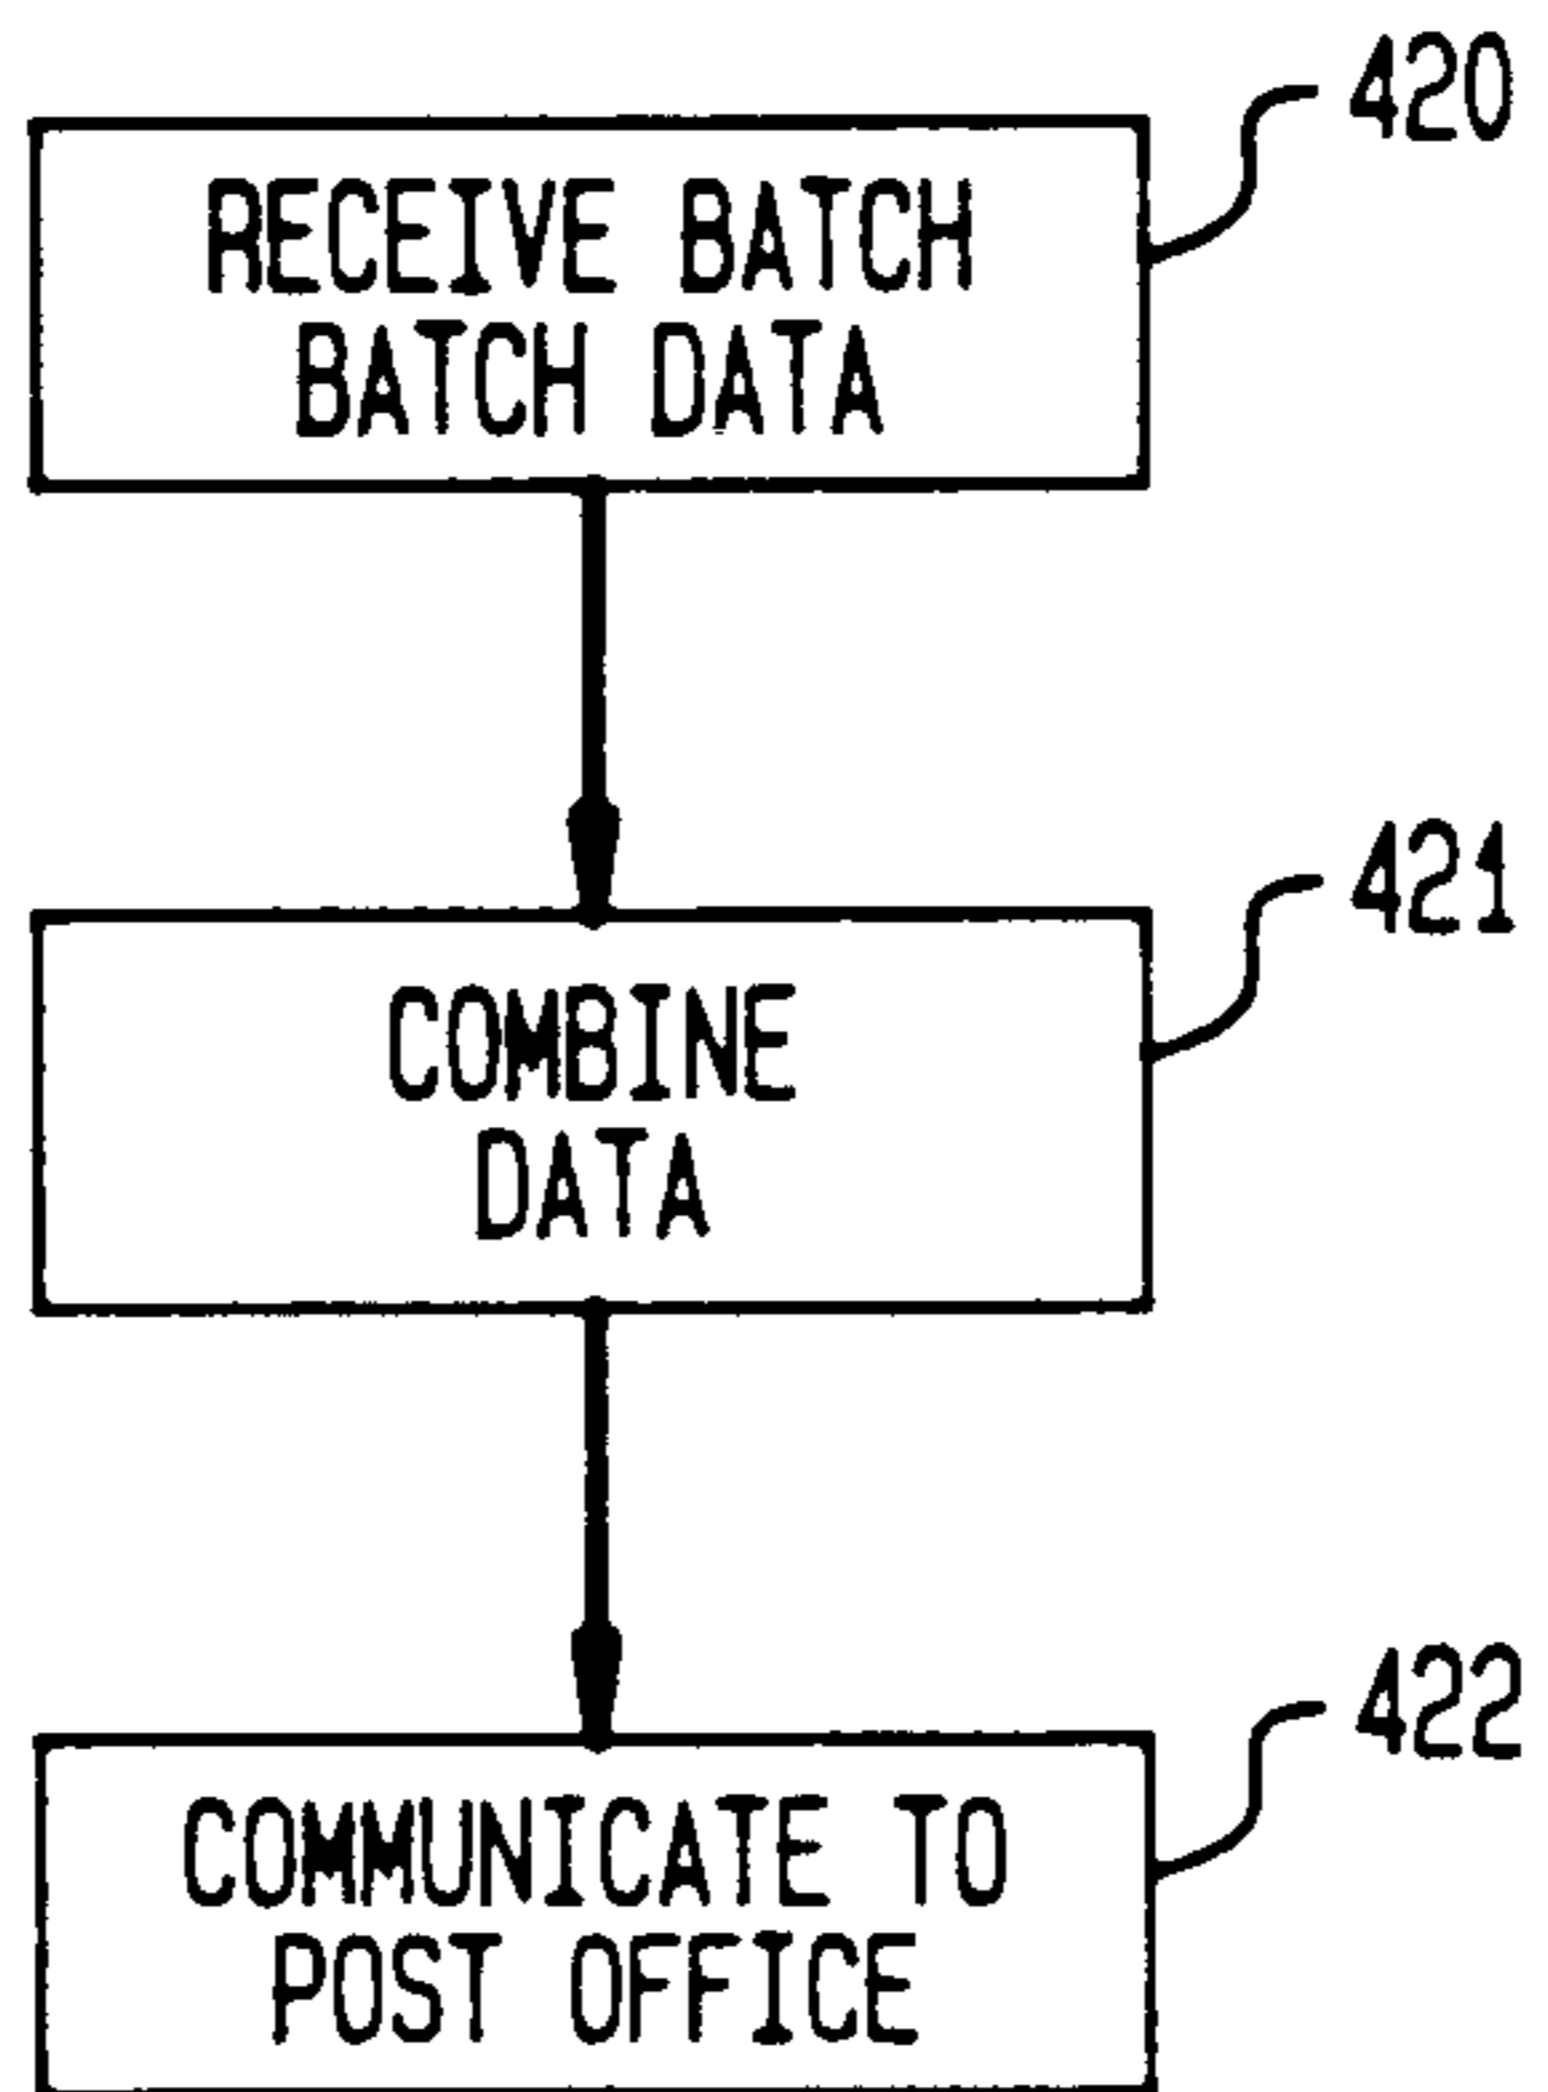 420
RECEIVE BATCH
BATCH DATA
421
COMBINE
DATA
422
COMMUNICATE TO
POST OFFICE